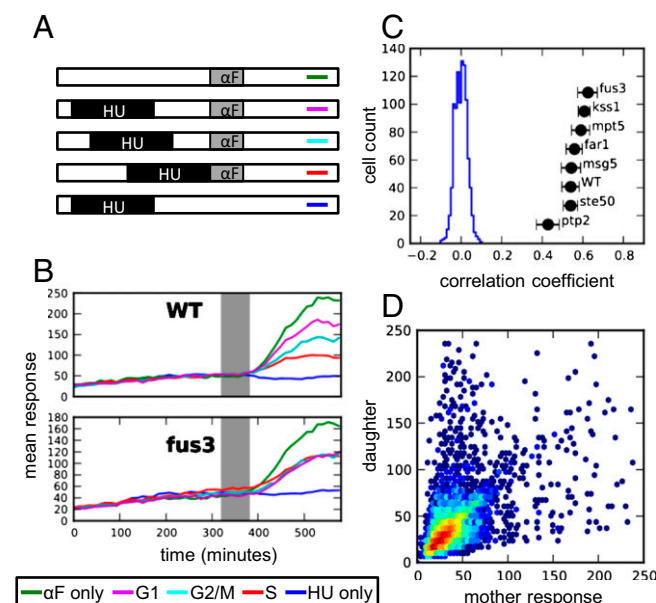 A
αF
HU
αF
HU
αF
HU
αF
HU
B
250
200
150
100
50
0
WT
180
160
140
120
100
80
60
40
20
0
fus3
mean response
0
100
200
300
400
500
time (minutes)
αF only
G1
G2/M
S
HU only
C
140
120
100
80
60
40
20
0
cell count
fus3
kss1
mpt5
far1
msg5
WT
ste50
ptp2
-0.2
0.0
0.2
0.4
0.6
0.8
correlation coefficient
D
250
200
150
100
50
0
daughter
0
50
100
150
200
250
mother response